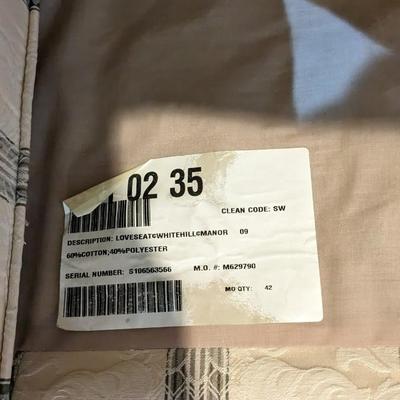 02 35
CLEAN CODE: SW
DESCRIPTION: LOVESEAT¢WHITEHILL¢MANOR 09
60%COTTON;40%POLYESTER
SERIAL NUMBER: S106563566 M.O. #: M629790
MO QTY: 42